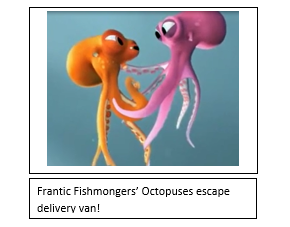 Frantic Fishmongers’ Octopuses escape
delivery van!